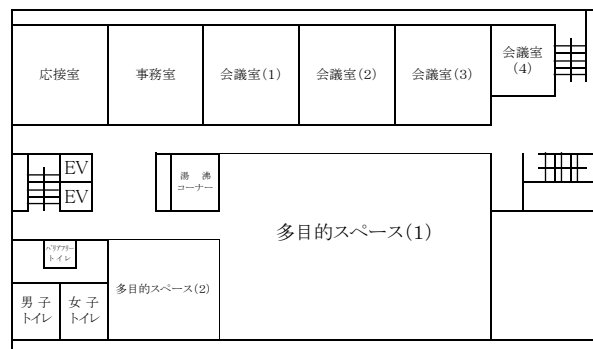 応接室
事務室
会議室(1)
会議室(2)
会議室(3)
会議室
(4)
EV
EV
湯 沸
コーナー
多目的スペース(1)
バリアフリー
トイレ
多目的スペース(2)
男 子
トイレ
女 子
トイレ